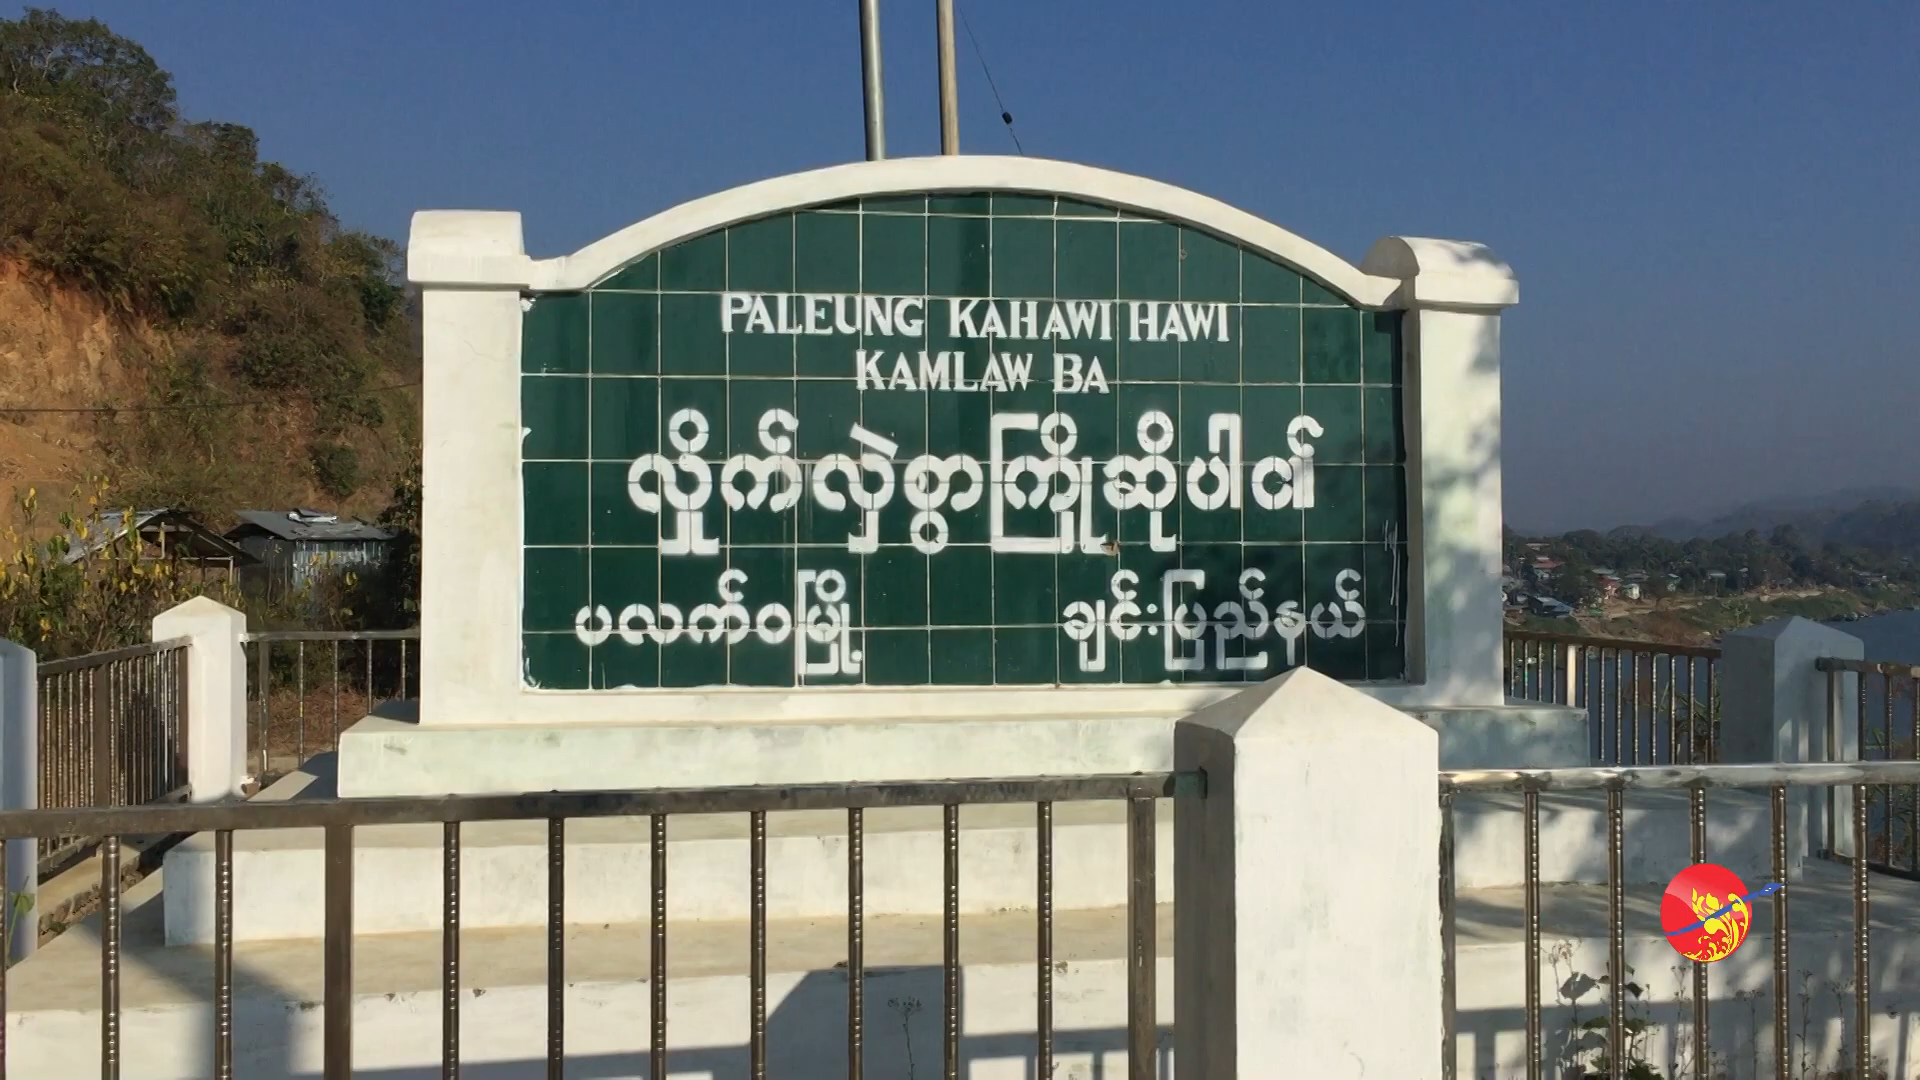 PALEUNG KAHAWI HAWI
KAMLAW BA
လှိုက်လှဲစွာကြိုဆိုပါ၏
ပလက်ဝမြို့ ချင်းပြည်နယ်